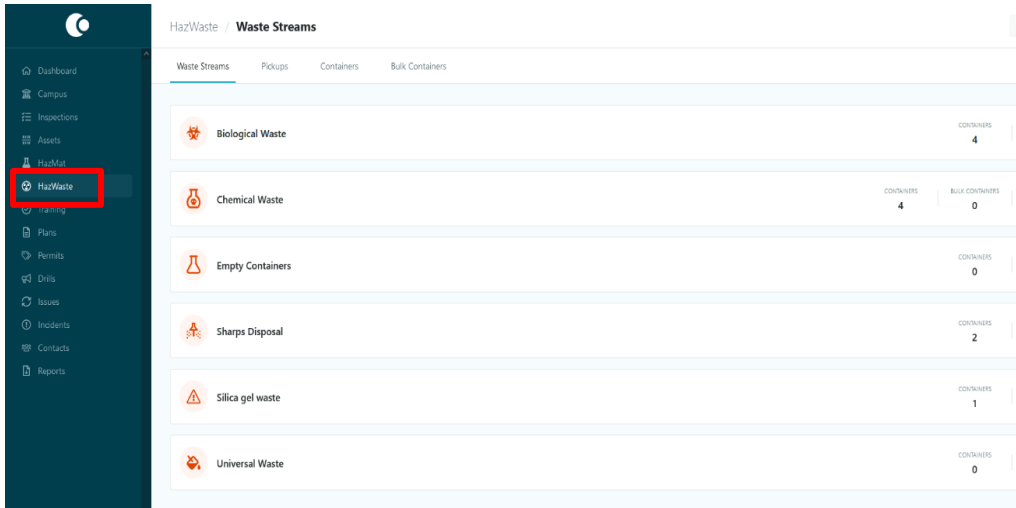 HazWaste / Waste Streams
Dashboard
Campus
Inspections
Assets
HazMat
HazWaste
Training
Plans
Permits
Drills
Issues
Incidents
Contacts
Reports
Waste Streams Pickups Containers Bulk Containers
Biological Waste CONTAINERS
4
Chemical Waste CONTAINERS BULK CONTAINERS
4 0
Empty Containers CONTAINERS
0
Sharps Disposal CONTAINERS
2
Silica gel waste CONTAINERS
1
Universal Waste CONTAINERS
0